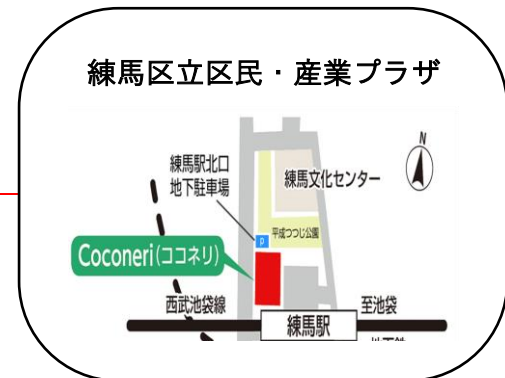 練馬区立区民・産業プラザ
N
練馬駅北口
地下駐車場
練馬文化センター
P
平成つつじ公園
Coconeri(ココネリ)
西武池袋線
至池袋
練馬駅